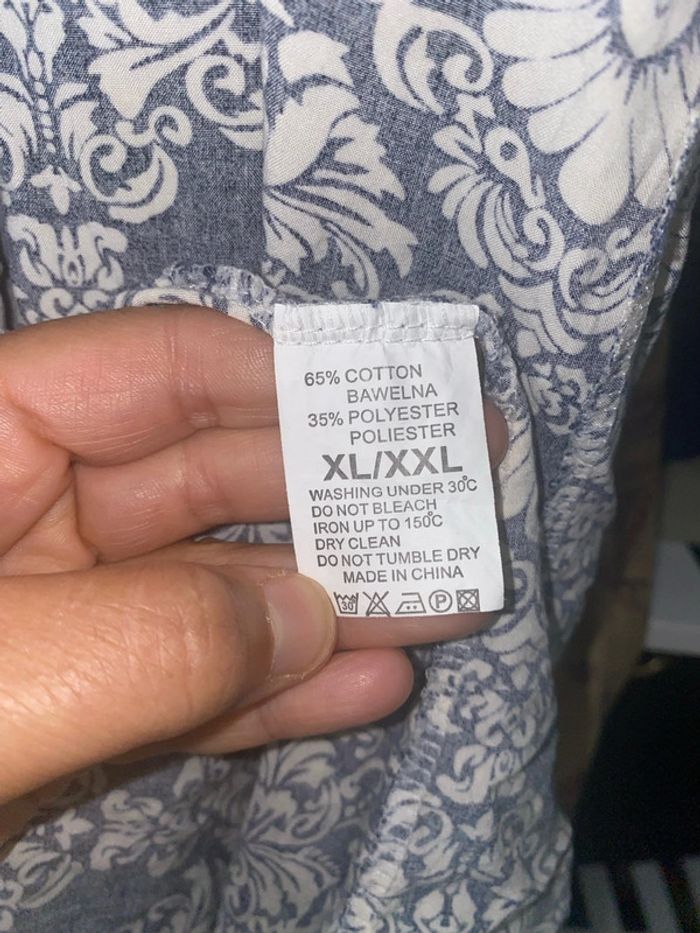 65% COTTON
BAWELNA
35% POLYESTER
POLIESTER
XL/XXL
WASHING UNDER 30°C
DO NOT BLEACH
IRON UP TO 150°C
DRY CLEAN
DO NOT TUMBLE DRY
MADE IN CHINA
30 P